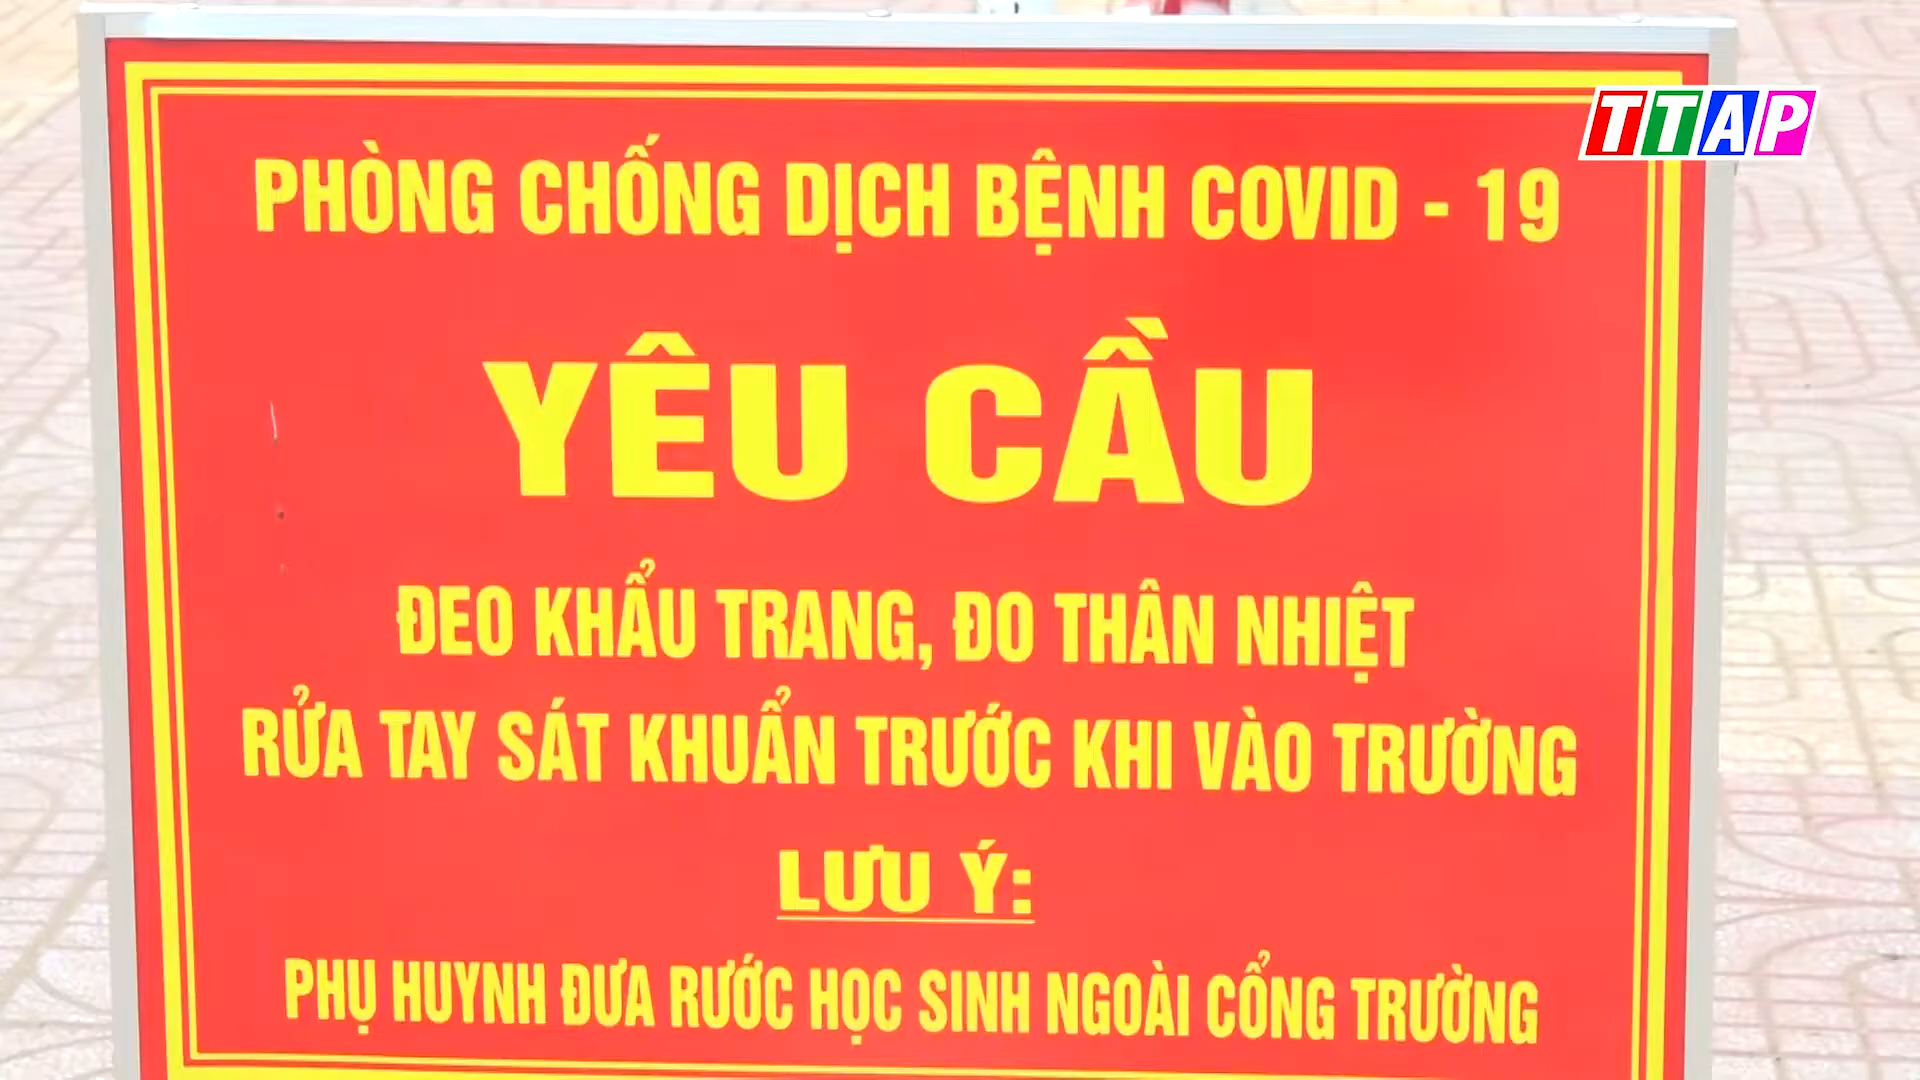 TTAP
PHÒNG CHỐNG DỊCH BỆNH COVID - 19
YÊU CẦU
ĐEO KHẨU TRANG, ĐO THÂN NHIỆT
RỬA TAY SÁT KHUẨN TRƯỚC KHI VÀO TRƯỜNG
LƯU Ý:
PHỤ HUYNH ĐƯA RƯỚC HỌC SINH NGOÀI CỔNG TRƯỜNG